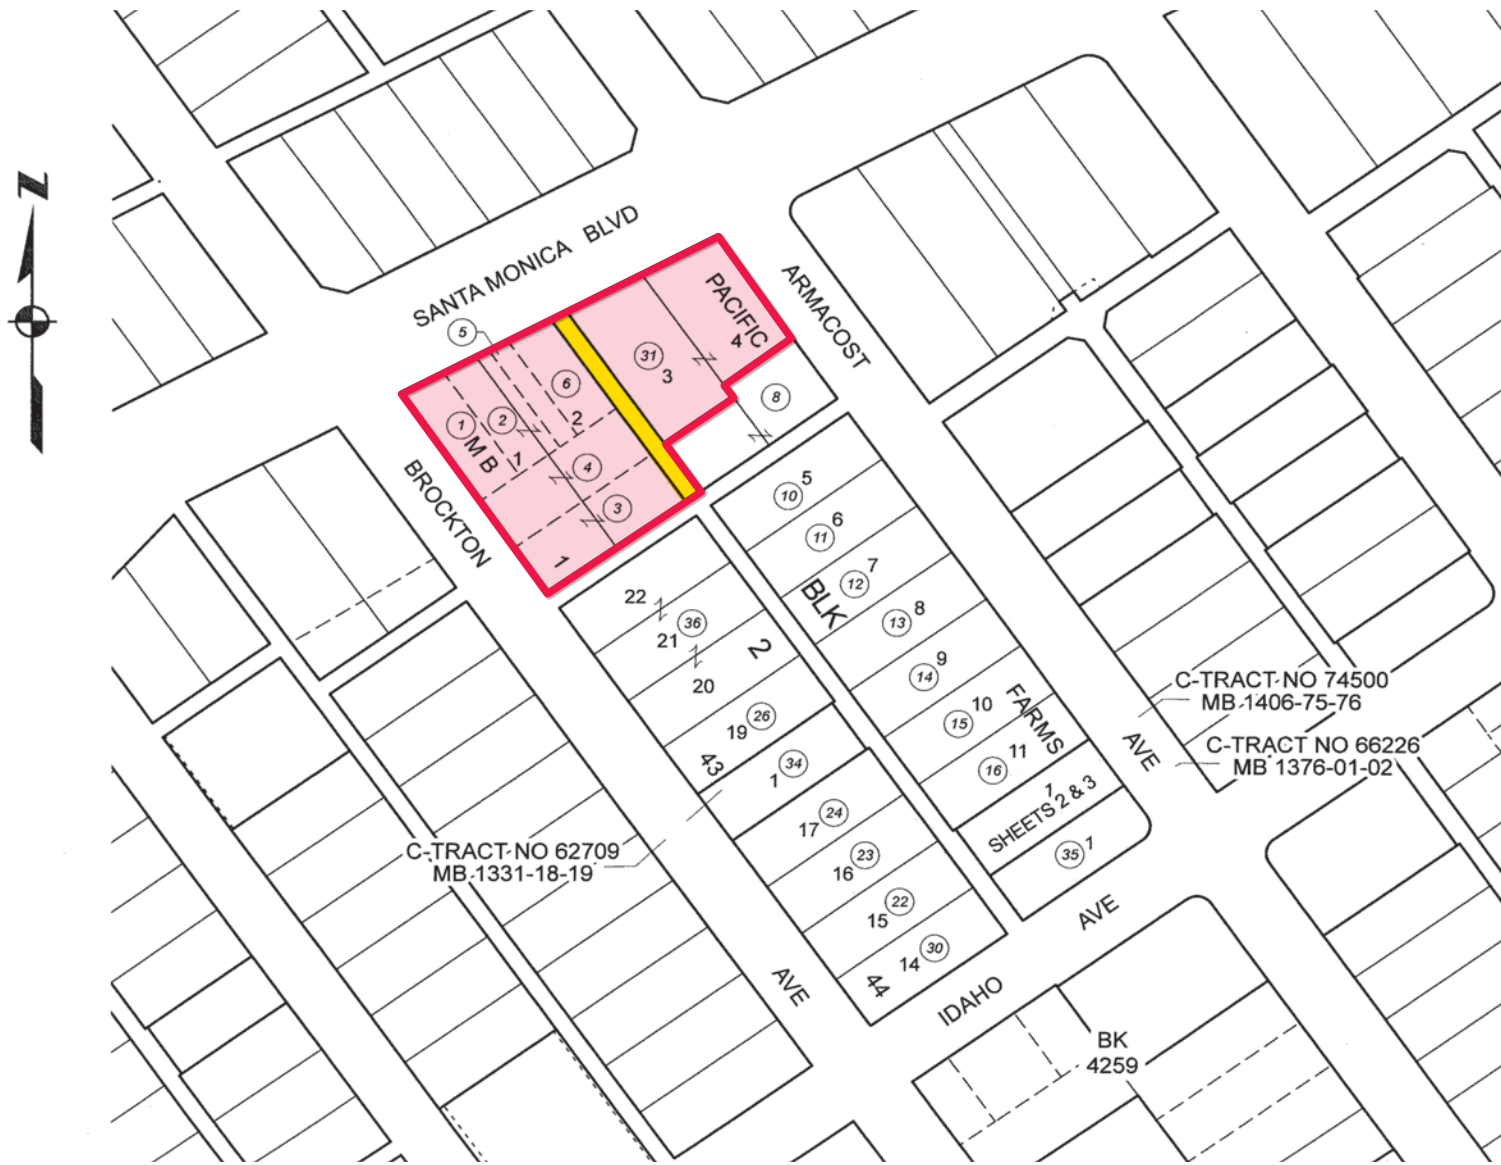 N
SANTA MONICA BLVD
ARMACOST
PACIFIC
4
5
31
3
6
8
1
2
2
M B
1
4
3
1
BROCKTON
10
5
11
6
12
7
BLK
13
8
22
36
21
2
20
14
9
19
26
15
10
FARMS
16
11
43
1
34
1
SHEETS 2 & 3
35
1
AVE
C-TRACT NO 74500
MB 1406-75-76
C-TRACT NO 66226
MB 1376-01-02
C-TRACT NO 62709
MB 1331-18-19
17
24
16
23
15
22
14
30
44
AVE
IDAHO
AVE
BK
4259